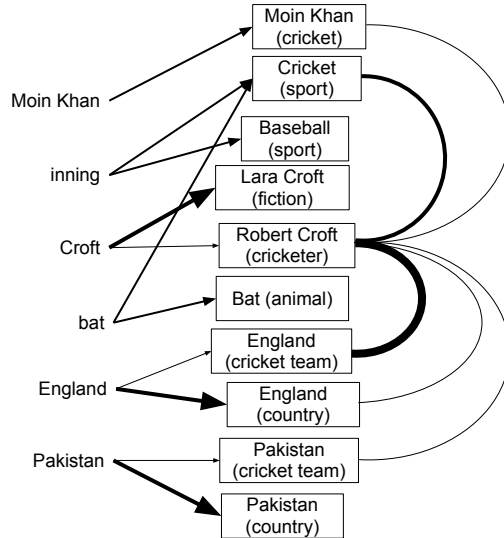 Moin Khan
(cricket)
Cricket
(sport)
Moin Khan
Baseball
(sport)
inning
Lara Croft
(fiction)
Croft
Robert Croft
(cricketer)
Bat (animal)
bat
England
(cricket team)
England
England
(country)
Pakistan
Pakistan
(cricket team)
Pakistan
(country)